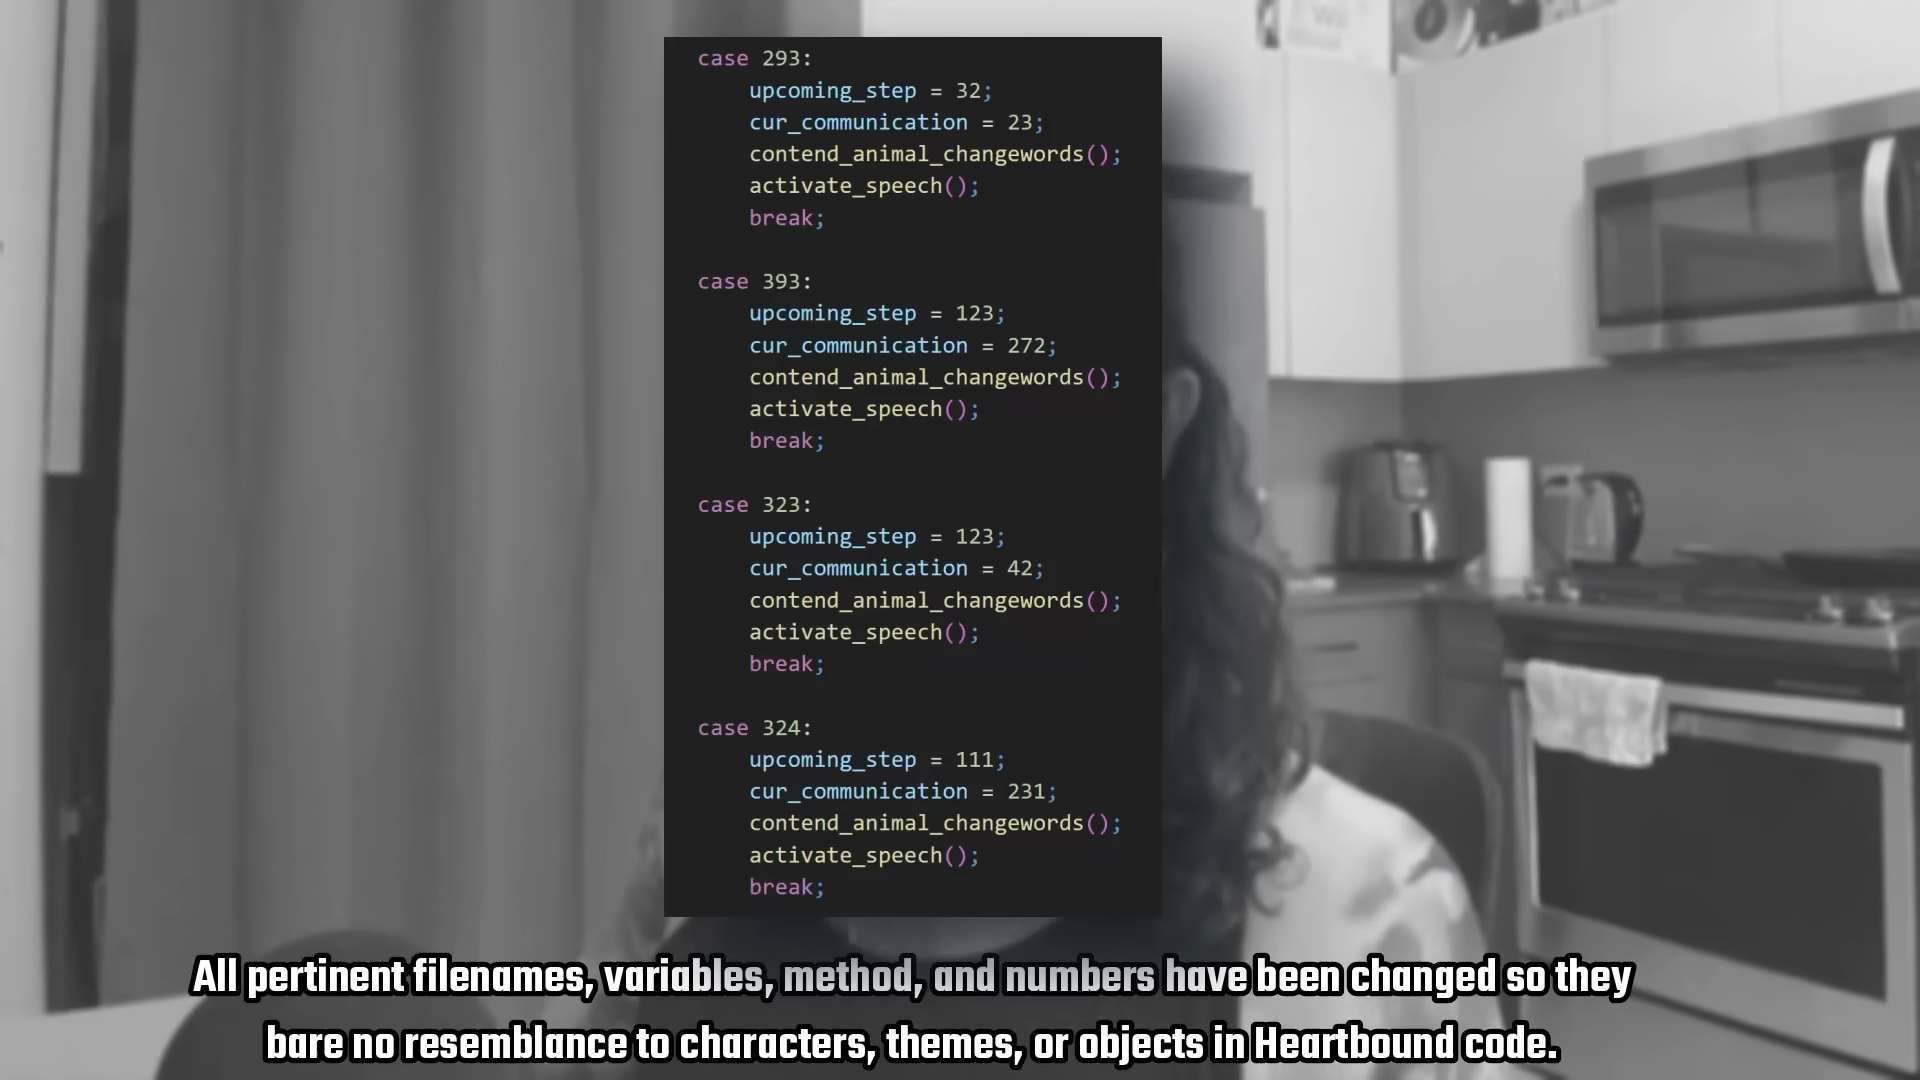 case 293:
upcoming_step = 32;
cur_communication = 23;
contend_animal_changewords();
activate_speech();
break;
case 393:
upcoming_step = 123;
cur_communication = 272;
contend_animal_changewords();
activate_speech();
break;
case 323:
upcoming_step = 123;
cur_communication = 42;
contend_animal_changewords();
activate_speech();
break;
case 324:
upcoming_step = 111;
cur_communication = 231;
contend_animal_changewords();
activate_speech();
break;
All pertinent filenames, variables, method, and numbers have been changed so they
bare no resemblance to characters, themes, or objects in Heartbound code.